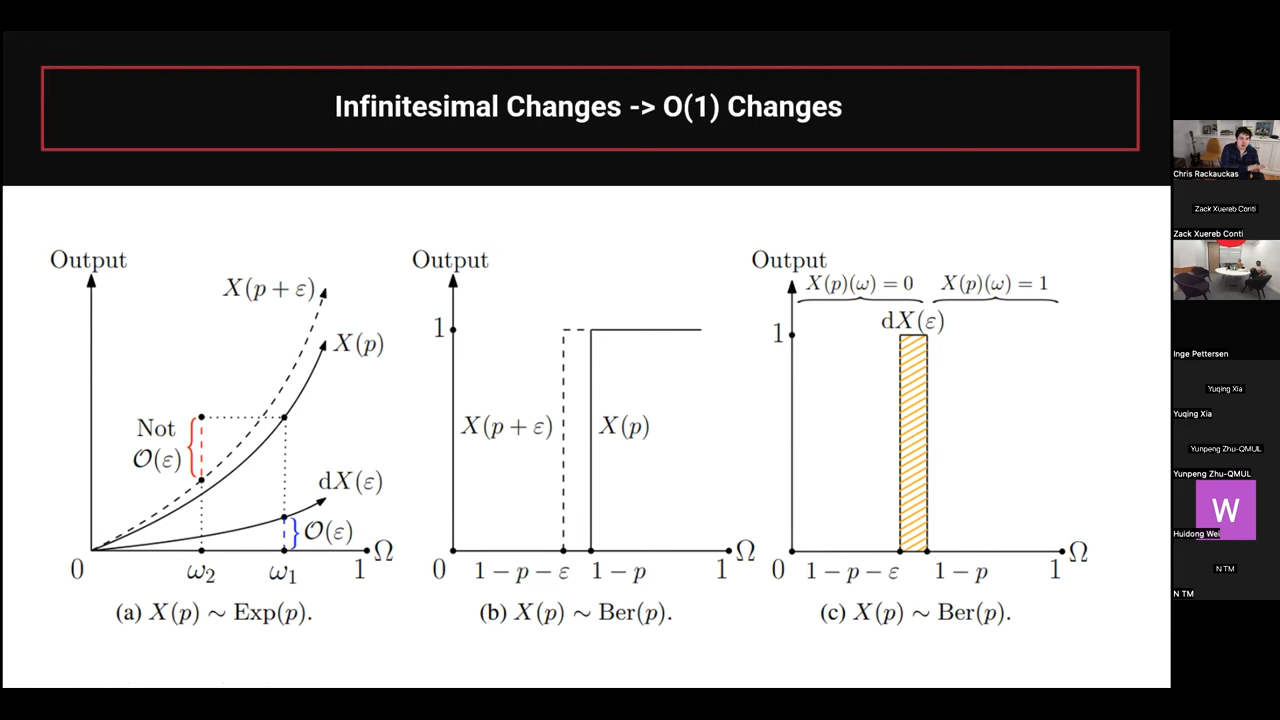 Infinitesimal Changes -> O(1) Changes
Output
X(p + ε)
X(p)
Not
O(ε)
dX(ε)
O(ε)
0
ω₂
ω₁
1
Ω
(a) X(p) ∼ Exp(p).
Output
1
X(p + ε)
X(p)
0
1 − p − ε
1 − p
1
Ω
(b) X(p) ∼ Ber(p).
Output
X(p)(ω) = 0
X(p)(ω) = 1
dX(ε)
1
0
1 − p − ε
1 − p
1
Ω
(c) X(p) ∼ Ber(p).
Chris Rackauckas
Zack Xuereb Conti
Zack Xuereb Conti
Inge Pettersen
Yuqing Xia
Yuqing Xia
Yunpeng Zhu-QMUL
Yunpeng Zhu-QMUL
W
Huidong Wei
N TM
N TM